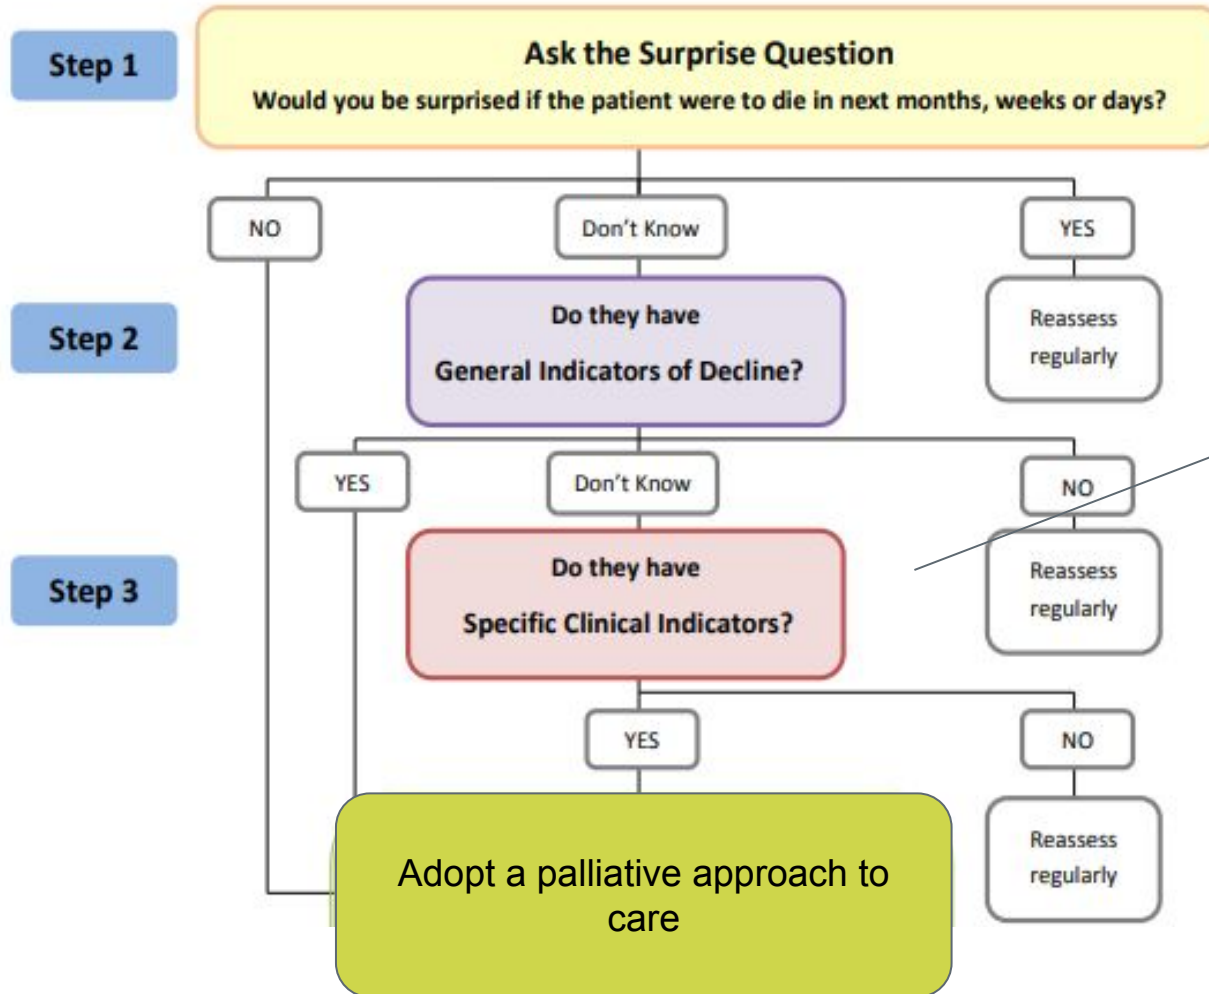 Step 1
Ask the Surprise Question
Would you be surprised if the patient were to die in next months, weeks or days?
NO
Don't Know
YES
Step 2
Do they have
General Indicators of Decline?
Reassess
regularly
YES
Don't Know
NO
Step 3
Do they have
Specific Clinical Indicators?
Reassess
regularly
YES
NO
Adopt a palliative approach to
care
Reassess
regularly